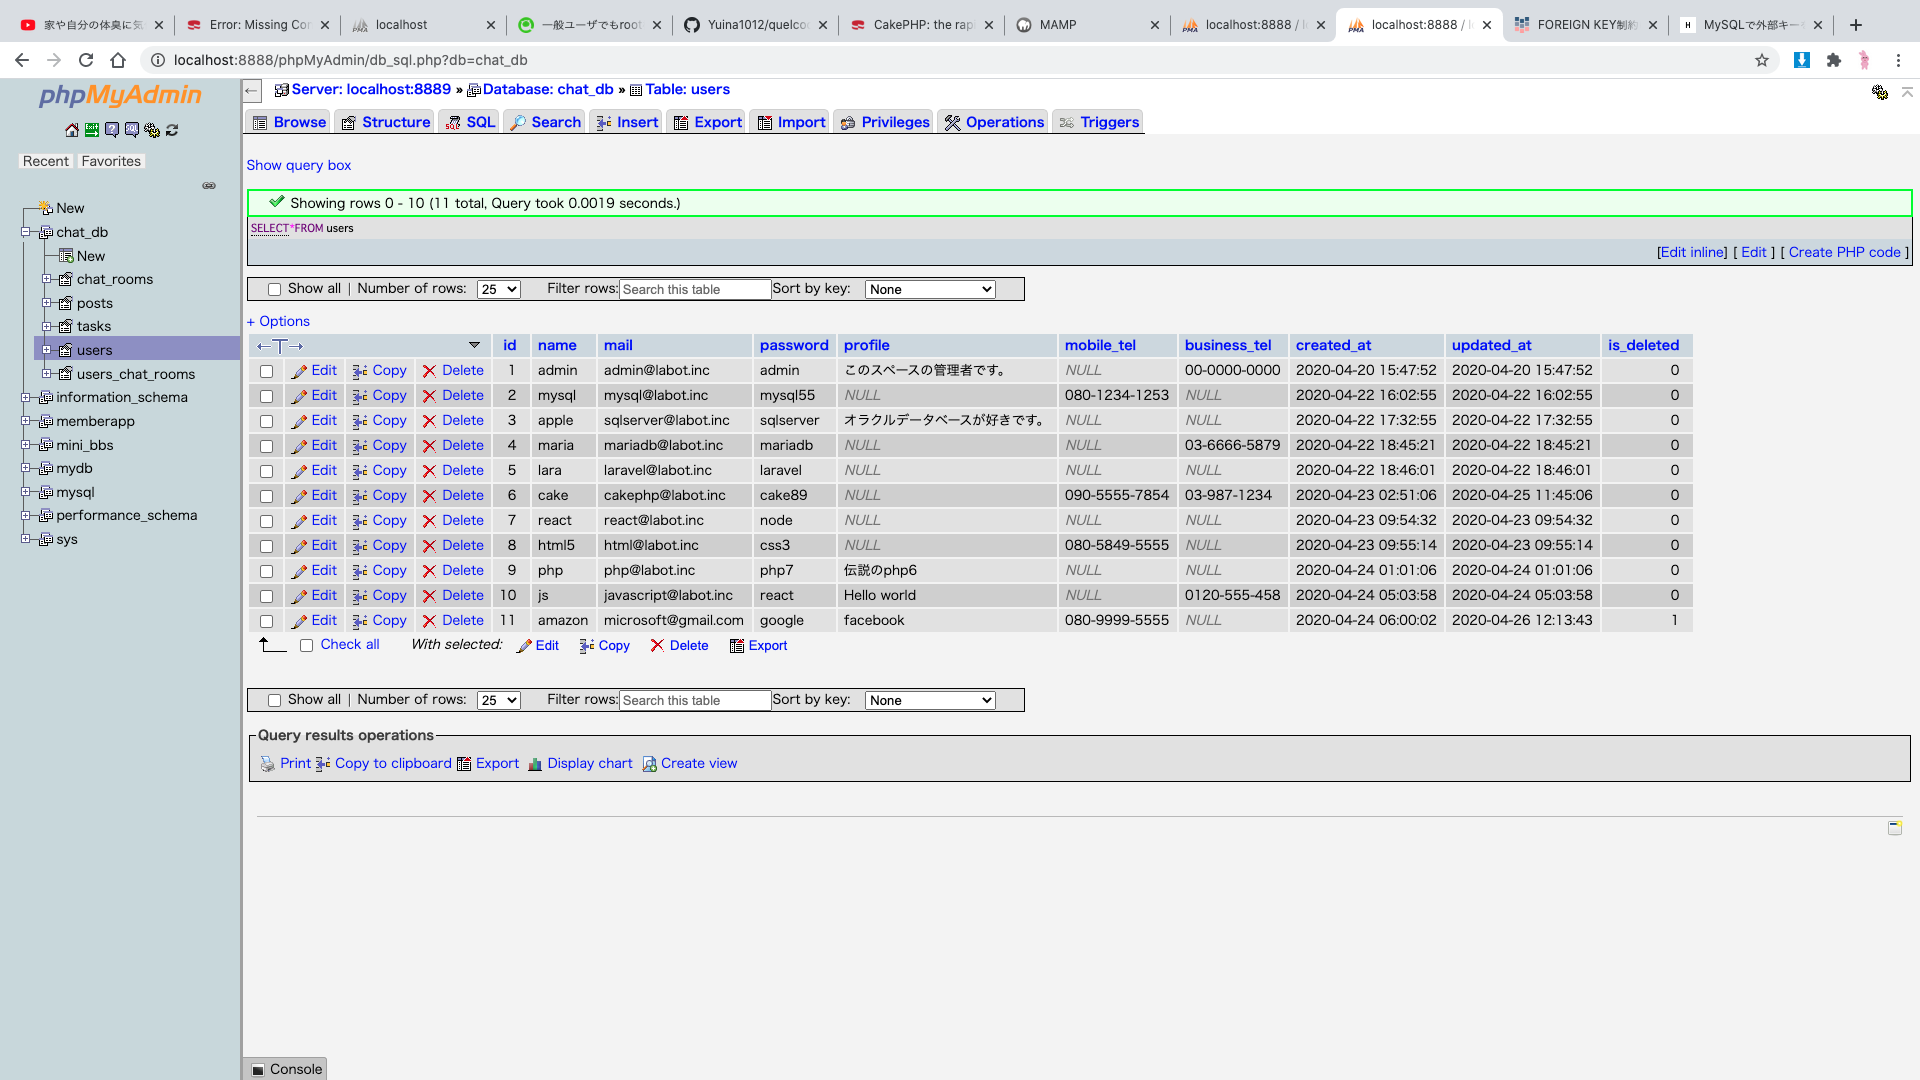 家や自分の体臭に気
Error: Missing Cor
localhost
一般ユーザでもroot
Yuina1012/quelco
CakePHP: the rap
MAMP
localhost:8888 / lo
localhost:8888 / lo
FOREIGN KEY制約
MySQLで外部キー
localhost:8888/phpMyAdmin/db_sql.php?db=chat_db
phpMyAdmin
Recent Favorites
New
chat_db
New
chat_rooms
posts
tasks
users
users_chat_rooms
information_schema
memberapp
mini_bbs
mydb
mysql
performance_schema
sys
Server: localhost:8889 » Database: chat_db » Table: users
Browse Structure SQL Search Insert Export Import Privileges Operations Triggers
Show query box
Showing rows 0 - 10 (11 total, Query took 0.0019 seconds.)
SELECT*FROM users
[Edit inline] [ Edit ] [ Create PHP code ]
Show all | Number of rows: 25 Filter rows: Search this table Sort by key: None
+ Options
←T→ id name mail password profile mobile_tel business_tel created_at updated_at is_deleted
Edit Copy Delete 1 admin admin@labot.inc admin このスペースの管理者です。 NULL 00-0000-0000 2020-04-20 15:47:52 2020-04-20 15:47:52 0
Edit Copy Delete 2 mysql mysql@labot.inc mysql55 NULL 080-1234-1253 NULL 2020-04-22 16:02:55 2020-04-22 16:02:55 0
Edit Copy Delete 3 apple sqlserver@labot.inc sqlserver オラクルデータベースが好きです。 NULL NULL 2020-04-22 17:32:55 2020-04-22 17:32:55 0
Edit Copy Delete 4 maria mariadb@labot.inc mariadb NULL NULL 03-6666-5879 2020-04-22 18:45:21 2020-04-22 18:45:21 0
Edit Copy Delete 5 lara laravel@labot.inc laravel NULL NULL NULL 2020-04-22 18:46:01 2020-04-22 18:46:01 0
Edit Copy Delete 6 cake cakephp@labot.inc cake89 NULL 090-5555-7854 03-987-1234 2020-04-23 02:51:06 2020-04-25 11:45:06 0
Edit Copy Delete 7 react react@labot.inc node NULL NULL NULL 2020-04-23 09:54:32 2020-04-23 09:54:32 0
Edit Copy Delete 8 html5 html@labot.inc css3 NULL 080-5849-5555 NULL 2020-04-23 09:55:14 2020-04-23 09:55:14 0
Edit Copy Delete 9 php php@labot.inc php7 伝説のphp6 NULL NULL 2020-04-24 01:01:06 2020-04-24 01:01:06 0
Edit Copy Delete 10 js javascript@labot.inc react Hello world NULL 0120-555-458 2020-04-24 05:03:58 2020-04-24 05:03:58 0
Edit Copy Delete 11 amazon microsoft@gmail.com google facebook 080-9999-5555 NULL 2020-04-24 06:00:02 2020-04-26 12:13:43 1
Check all With selected: Edit Copy Delete Export
Show all | Number of rows: 25 Filter rows: Search this table Sort by key: None
Query results operations
Print Copy to clipboard Export Display chart Create view
Console